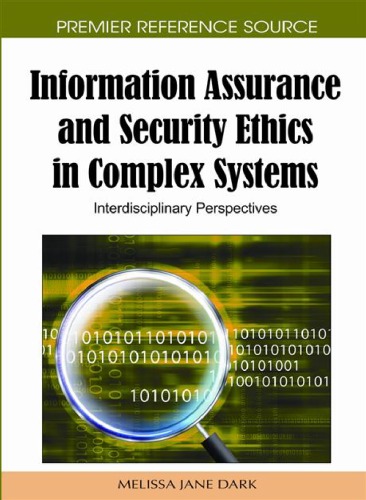 PREMIER REFERENCE SOURCE
Information Assurance
and Security Ethics
in Complex Systems
Interdisciplinary Perspectives
MELISSA JANE DARK